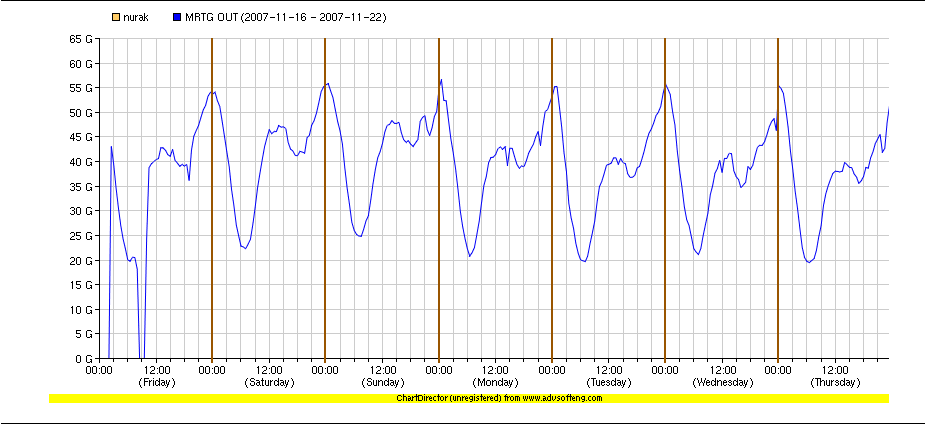 nurak MRTG OUT (2007-11-16 - 2007-11-22)
65 G
60 G
55 G
50 G
45 G
40 G
35 G
30 G
25 G
20 G
15 G
10 G
5 G
0 G
00:00 12:00 00:00 12:00 00:00 12:00 00:00 12:00 00:00 12:00 00:00 12:00 00:00 12:00
(Friday) (Saturday) (Sunday) (Monday) (Tuesday) (Wednesday) (Thursday)
ChartDirector (unregistered) from www.advsofteng.com